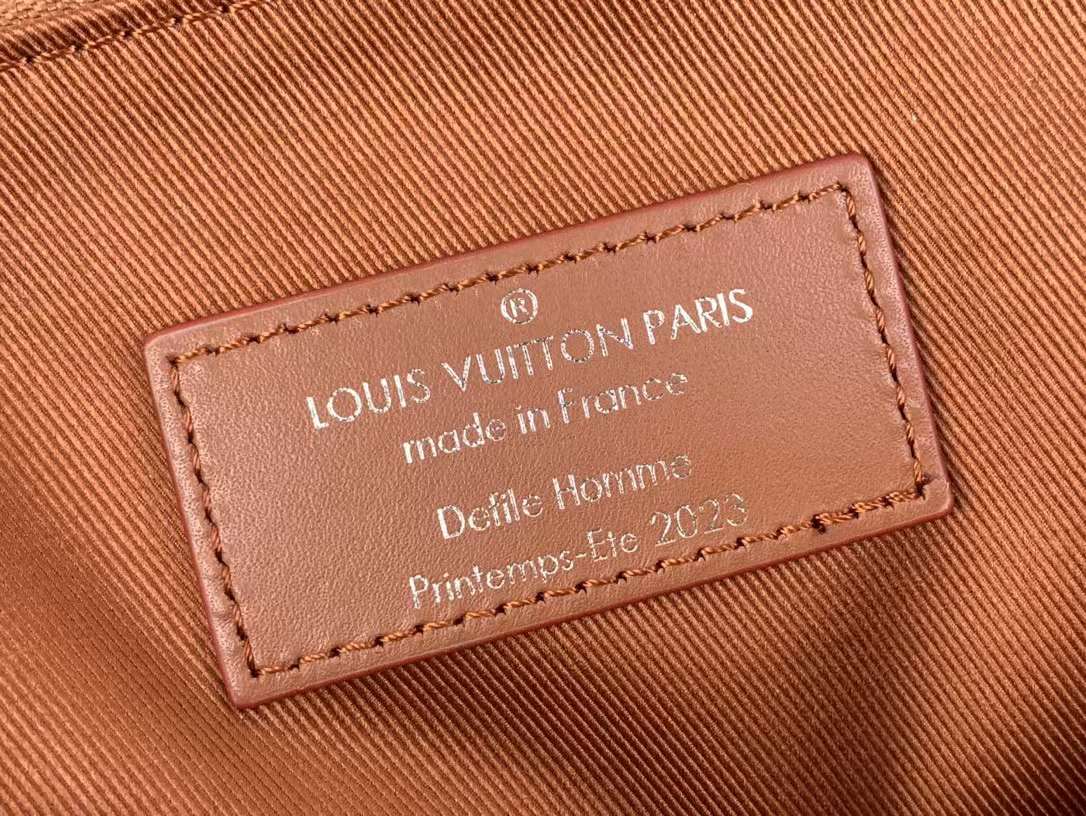 ®
LOUIS VUITTON PARIS
made in France
Defile Homme
Printemps-Ete 2023